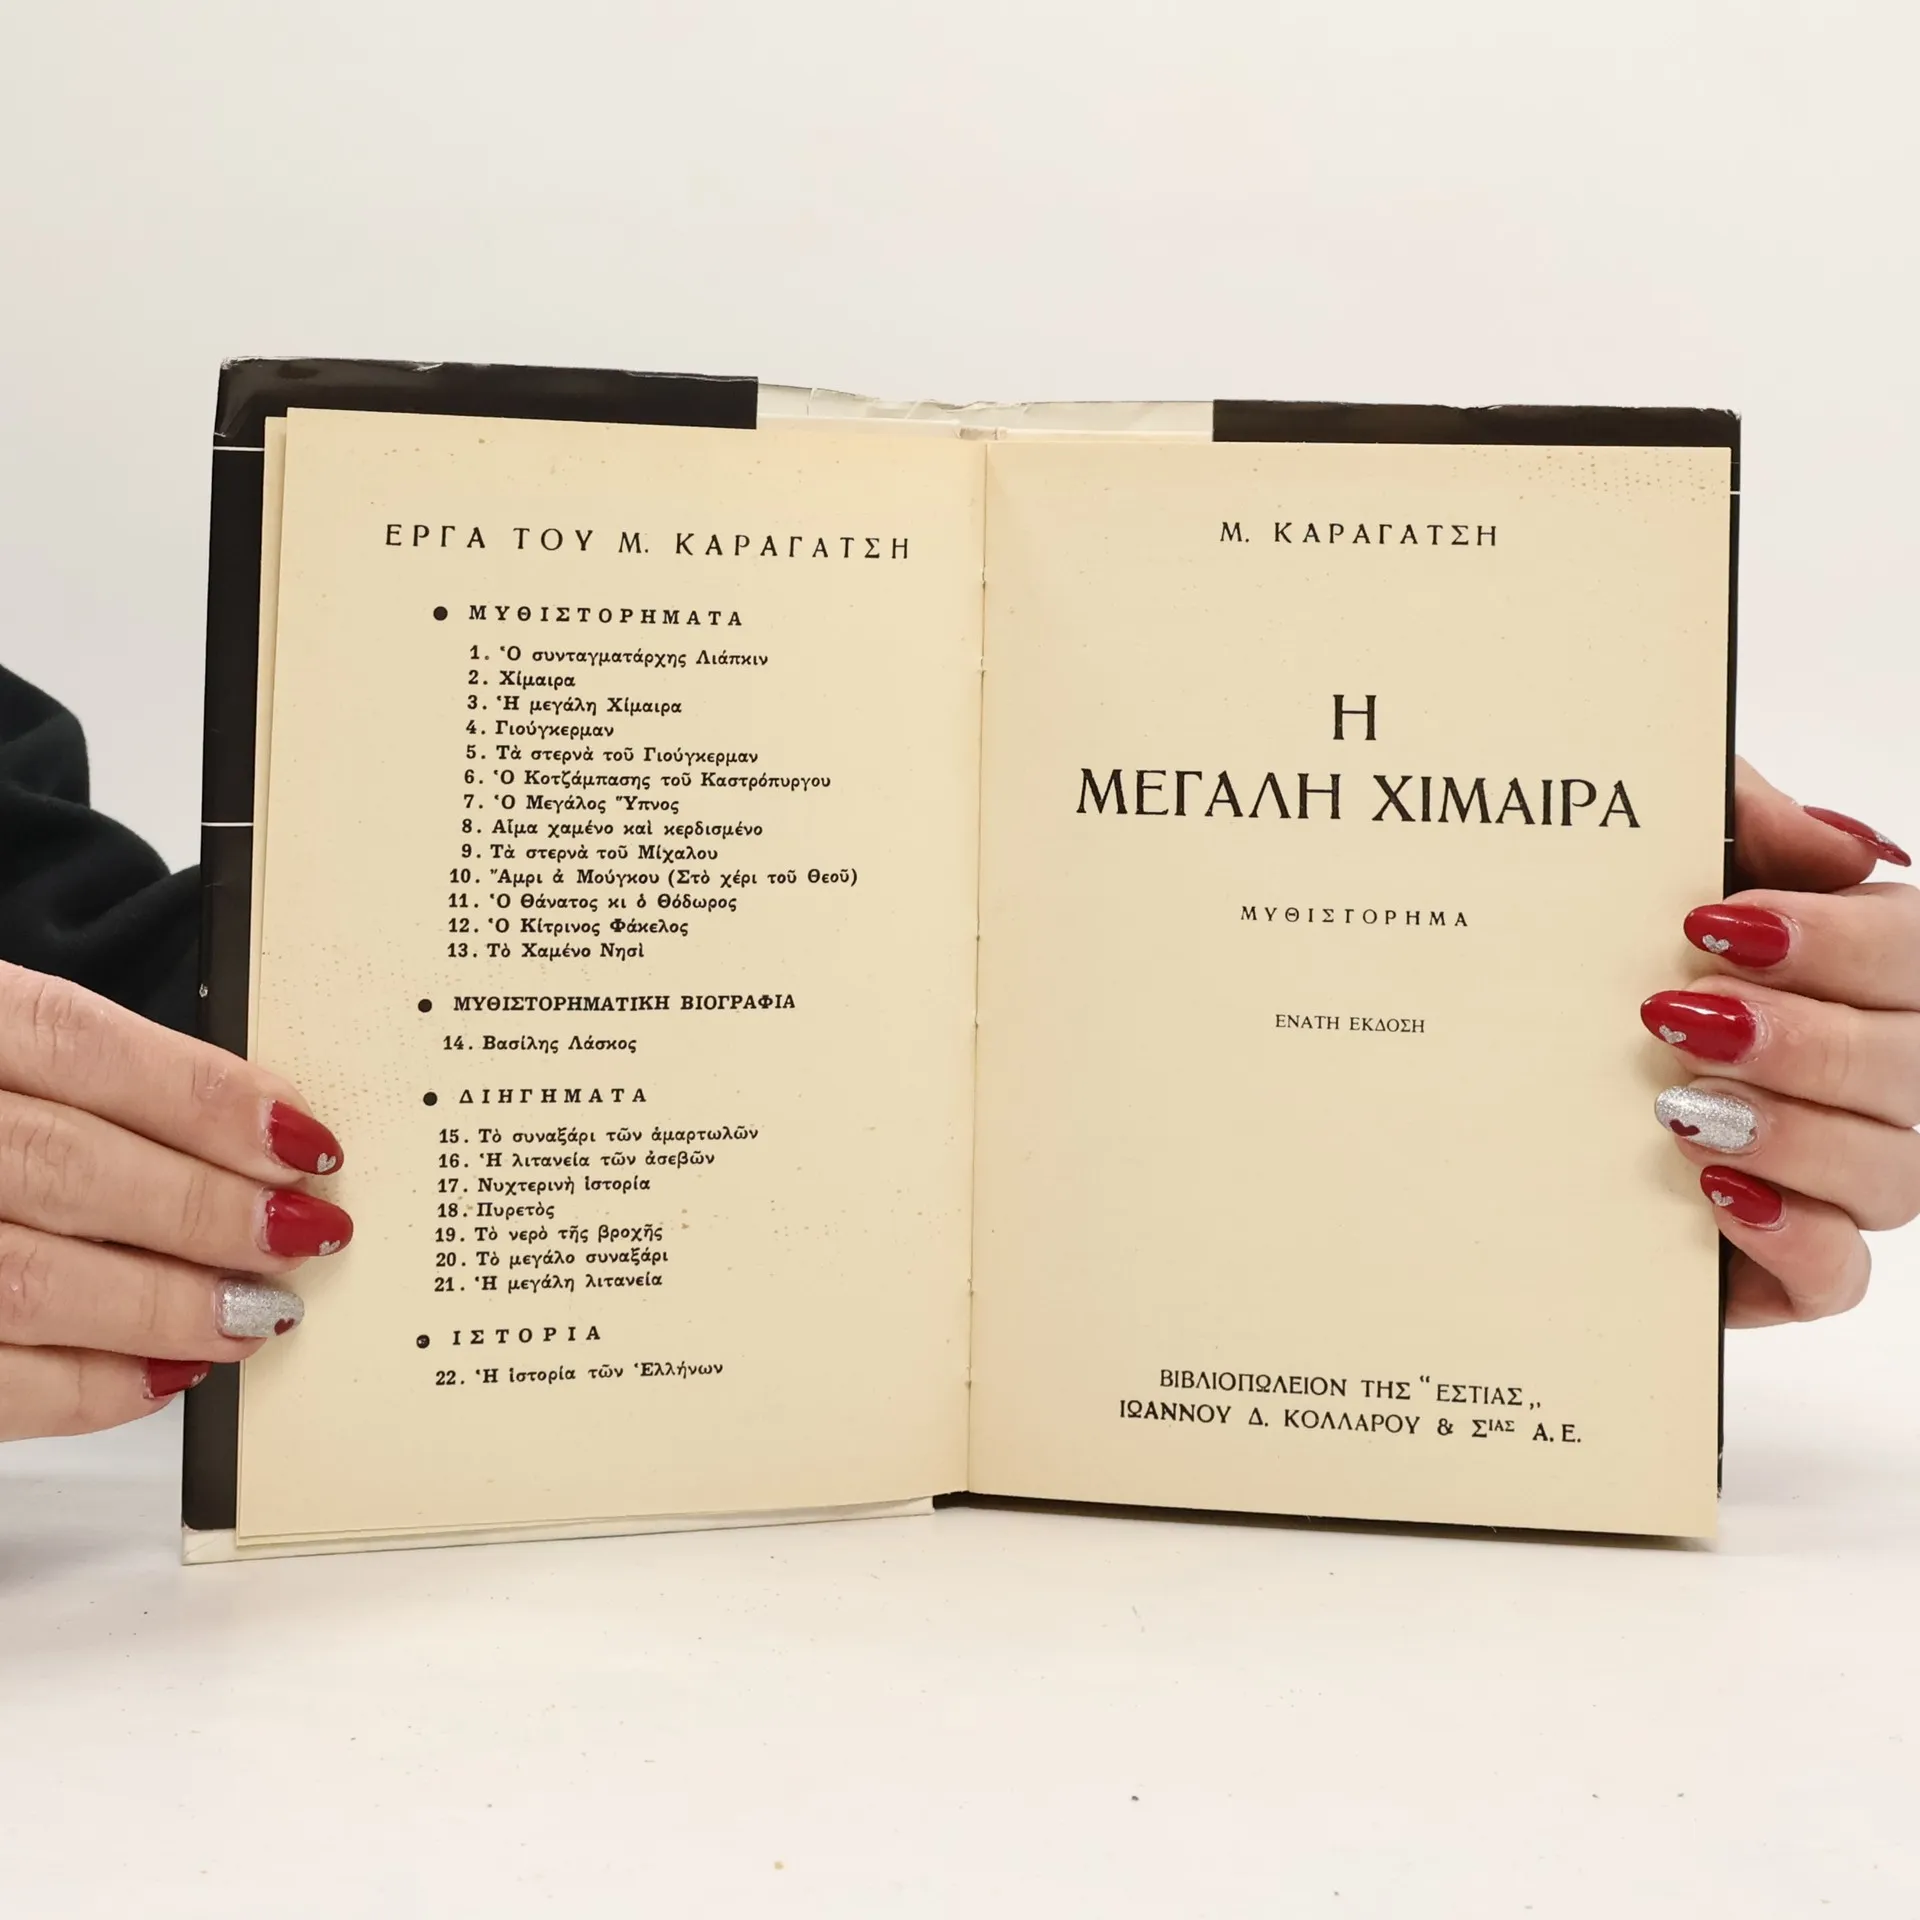 ΕΡΓΑ ΤΟΥ Μ. ΚΑΡΑΓΑΤΣΗ
● ΜΥΘΙΣΤΟΡΗΜΑΤΑ
1. Ὁ συνταγματάρχης Λιάπκιν
2. Χίμαιρα
3. Ἡ μεγάλη Χίμαιρα
4. Γιούγκερμαν
5. Τὰ στερνὰ τοῦ Γιούγκερμαν
6. Ὁ Κοτζάμπασης τοῦ Καστρόπυργου
7. Ὁ Μεγάλος Ὕπνος
8. Αἷμα χαμένο καὶ κερδισμένο
9. Τὰ στερνὰ τοῦ Μίχαλου
10. Ἄμρι ἀ Μούγκου (Στὸ χέρι τοῦ Θεοῦ)
11. Ὁ Θάνατος κι ὁ Θόδωρος
12. Ὁ Κίτρινος Φάκελος
13. Τὸ Χαμένο Νησὶ
● ΜΥΘΙΣΤΟΡΗΜΑΤΙΚΗ ΒΙΟΓΡΑΦΙΑ
14. Βασίλης Λάσκος
● ΔΙΗΓΗΜΑΤΑ
15. Τὸ συναξάρι τῶν ἁμαρτωλῶν
16. Ἡ λιτανεία τῶν ἀσεβῶν
17. Νυχτερινὴ ἱστορία
18. Πυρετὸς
19. Τὸ νερὸ τῆς βροχῆς
20. Τὸ μεγάλο συναξάρι
21. Ἡ μεγάλη λιτανεία
● ΙΣΤΟΡΙΑ
22. Ἡ ἱστορία τῶν Ἑλλήνων
Μ. ΚΑΡΑΓΑΤΣΗ
Η
ΜΕΓΑΛΗ ΧΙΜΑΙΡΑ
ΜΥΘΙΣΤΟΡΗΜΑ
ΕΝΑΤΗ ΕΚΔΟΣΗ
ΒΙΒΛΙΟΠΩΛΕΙΟΝ ΤΗΣ “ΕΣΤΙΑΣ„
ΙΩΑΝΝΟΥ Δ. ΚΟΛΛΑΡΟΥ & ΣΙΑΣ Α.Ε.